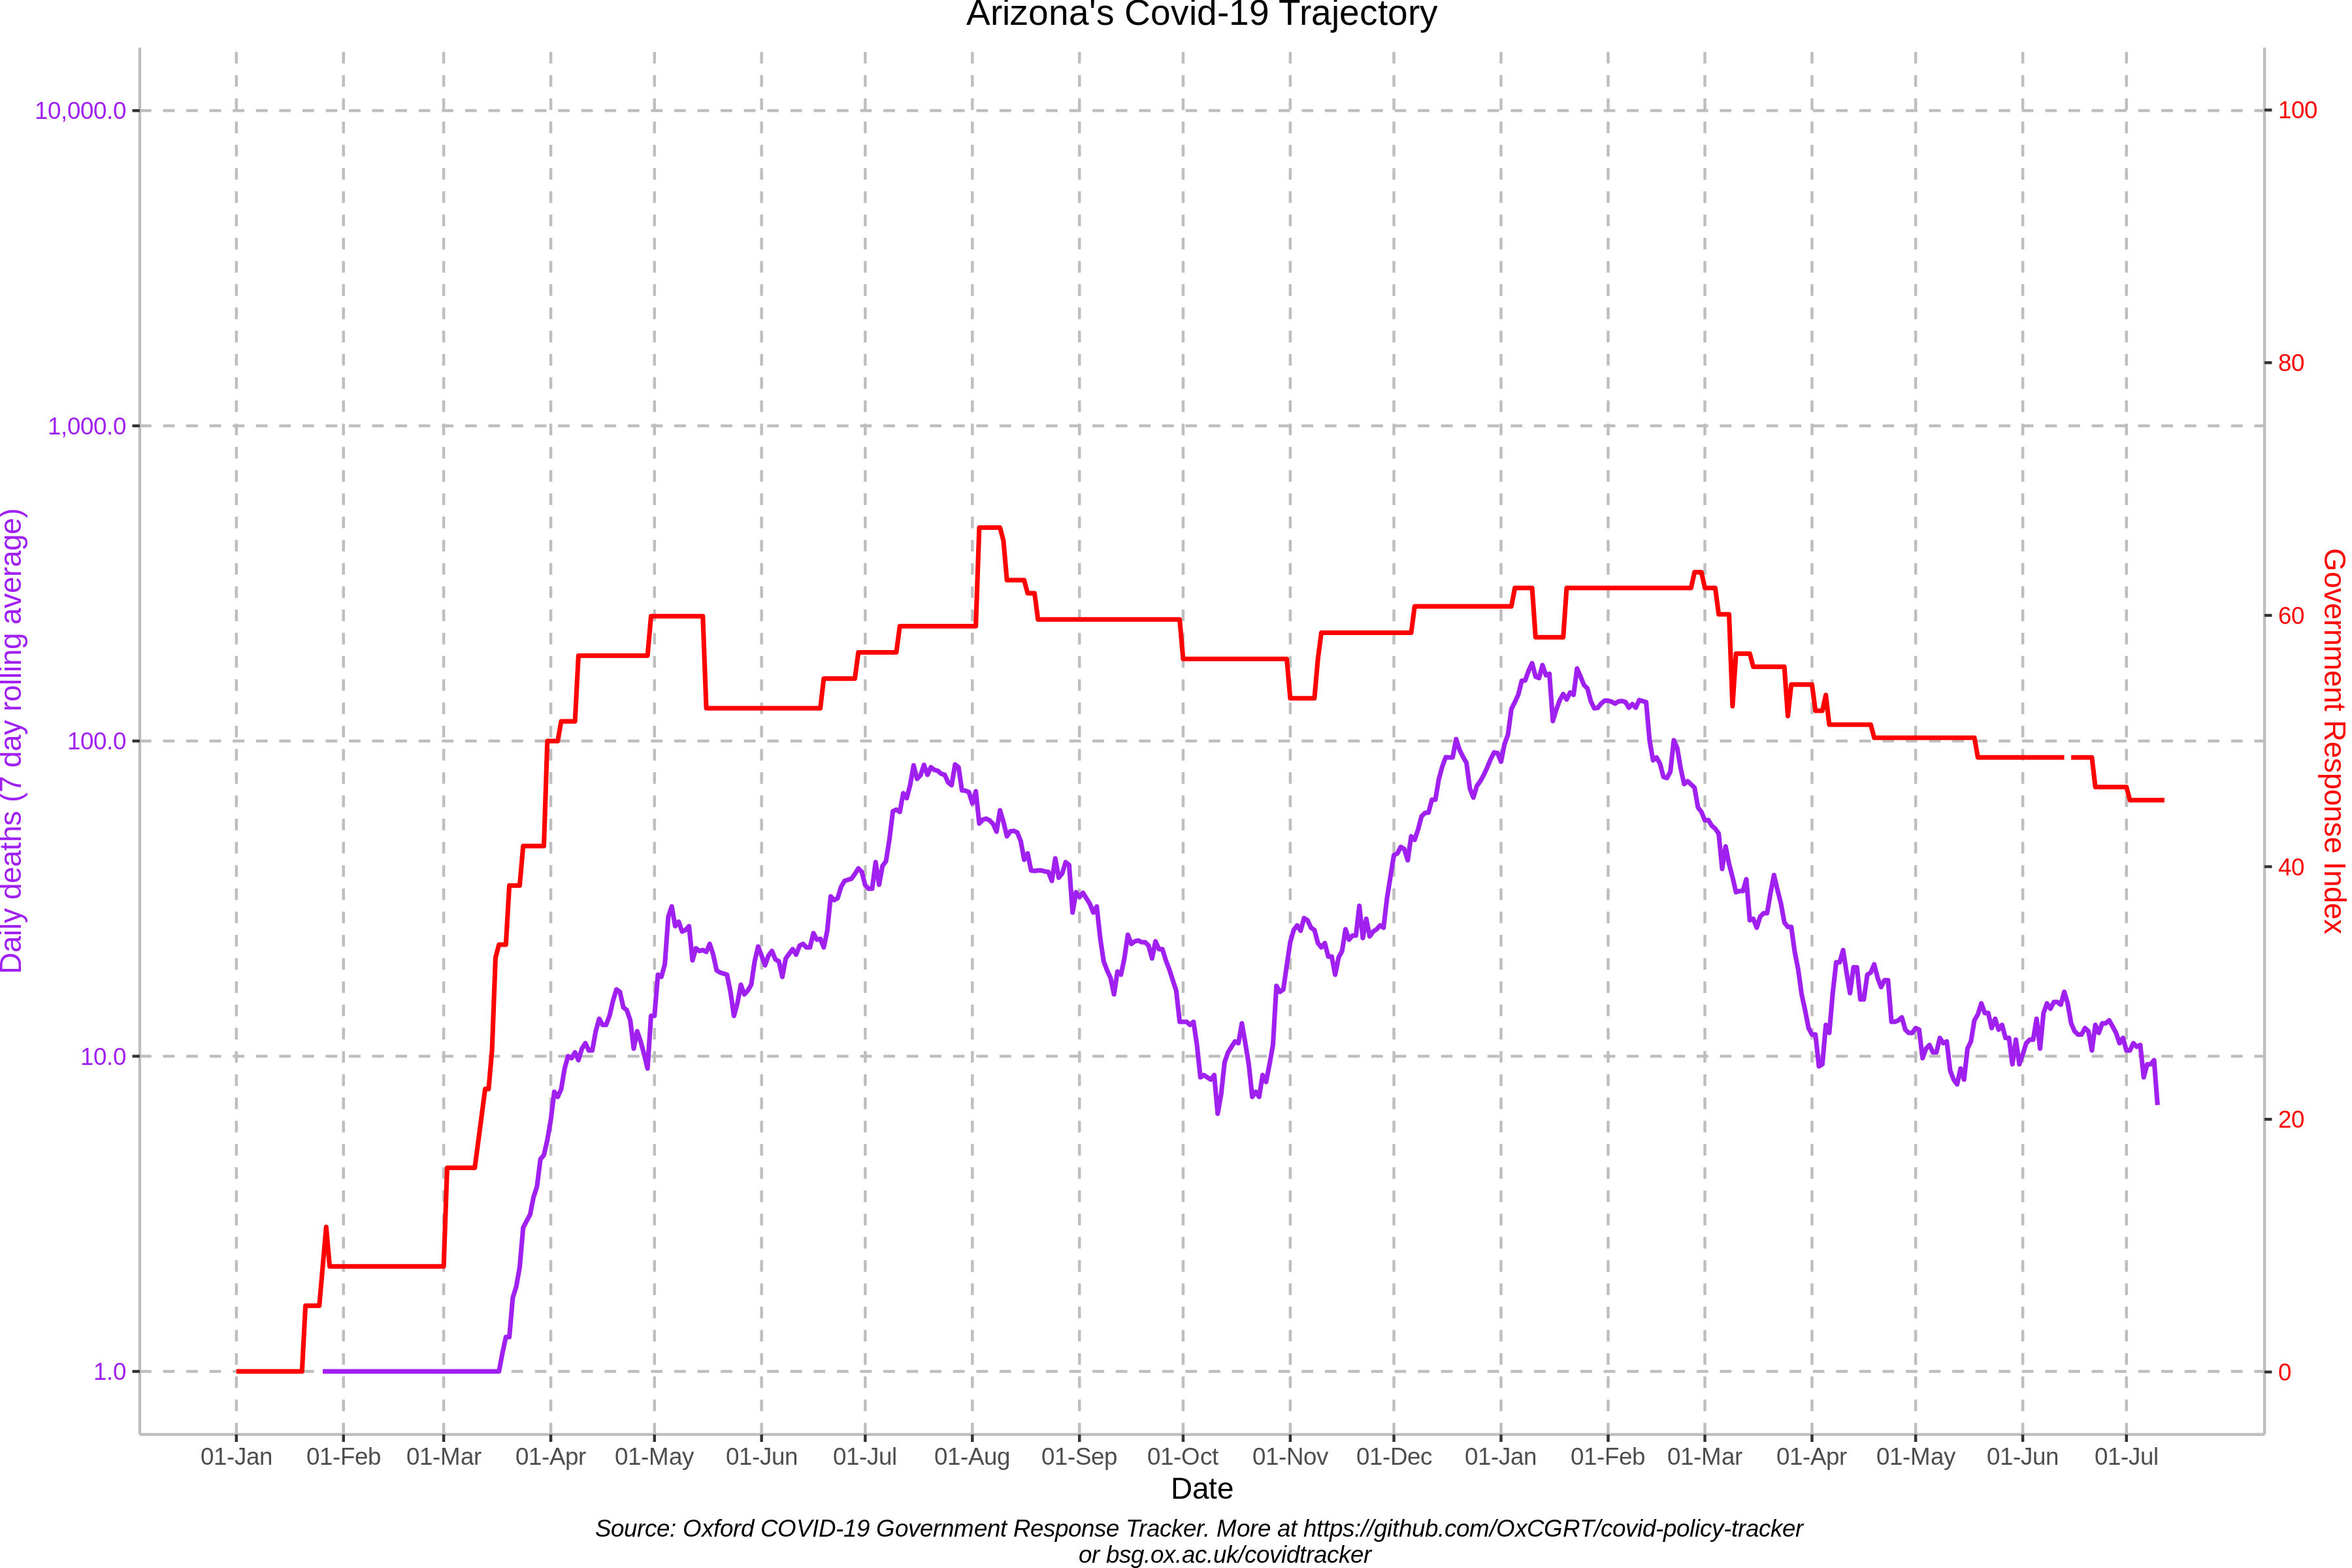 Arizona's Covid-19 Trajectory
10,000.0
1,000.0
100.0
10.0
1.0
Daily deaths (7 day rolling average)
100
80
60
40
20
0
Government Response Index
01-Jan 01-Feb 01-Mar 01-Apr 01-May 01-Jun 01-Jul 01-Aug 01-Sep 01-Oct 01-Nov 01-Dec 01-Jan 01-Feb 01-Mar 01-Apr 01-May 01-Jun 01-Jul
Date
Source: Oxford COVID-19 Government Response Tracker. More at https://github.com/OxCGRT/covid-policy-tracker
or bsg.ox.ac.uk/covidtracker